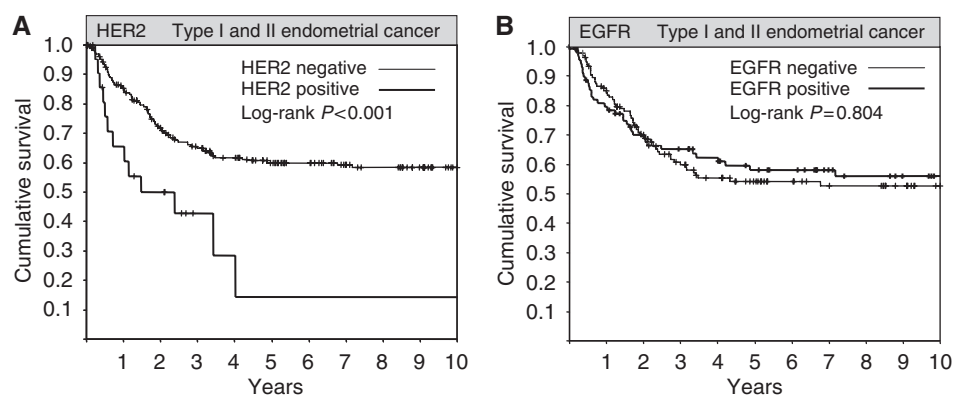 A
HER2 Type I and II endometrial cancer
HER2 negative
HER2 positive
Log-rank P<0.001
Cumulative survival
1.0
0.9
0.8
0.7
0.6
0.5
0.4
0.3
0.2
0.1
1 2 3 4 5 6 7 8 9 10
Years
B
EGFR Type I and II endometrial cancer
EGFR negative
EGFR positive
Log-rank P=0.804
Cumulative survival
1.0
0.9
0.8
0.7
0.6
0.5
0.4
0.3
0.2
0.1
1 2 3 4 5 6 7 8 9 10
Years